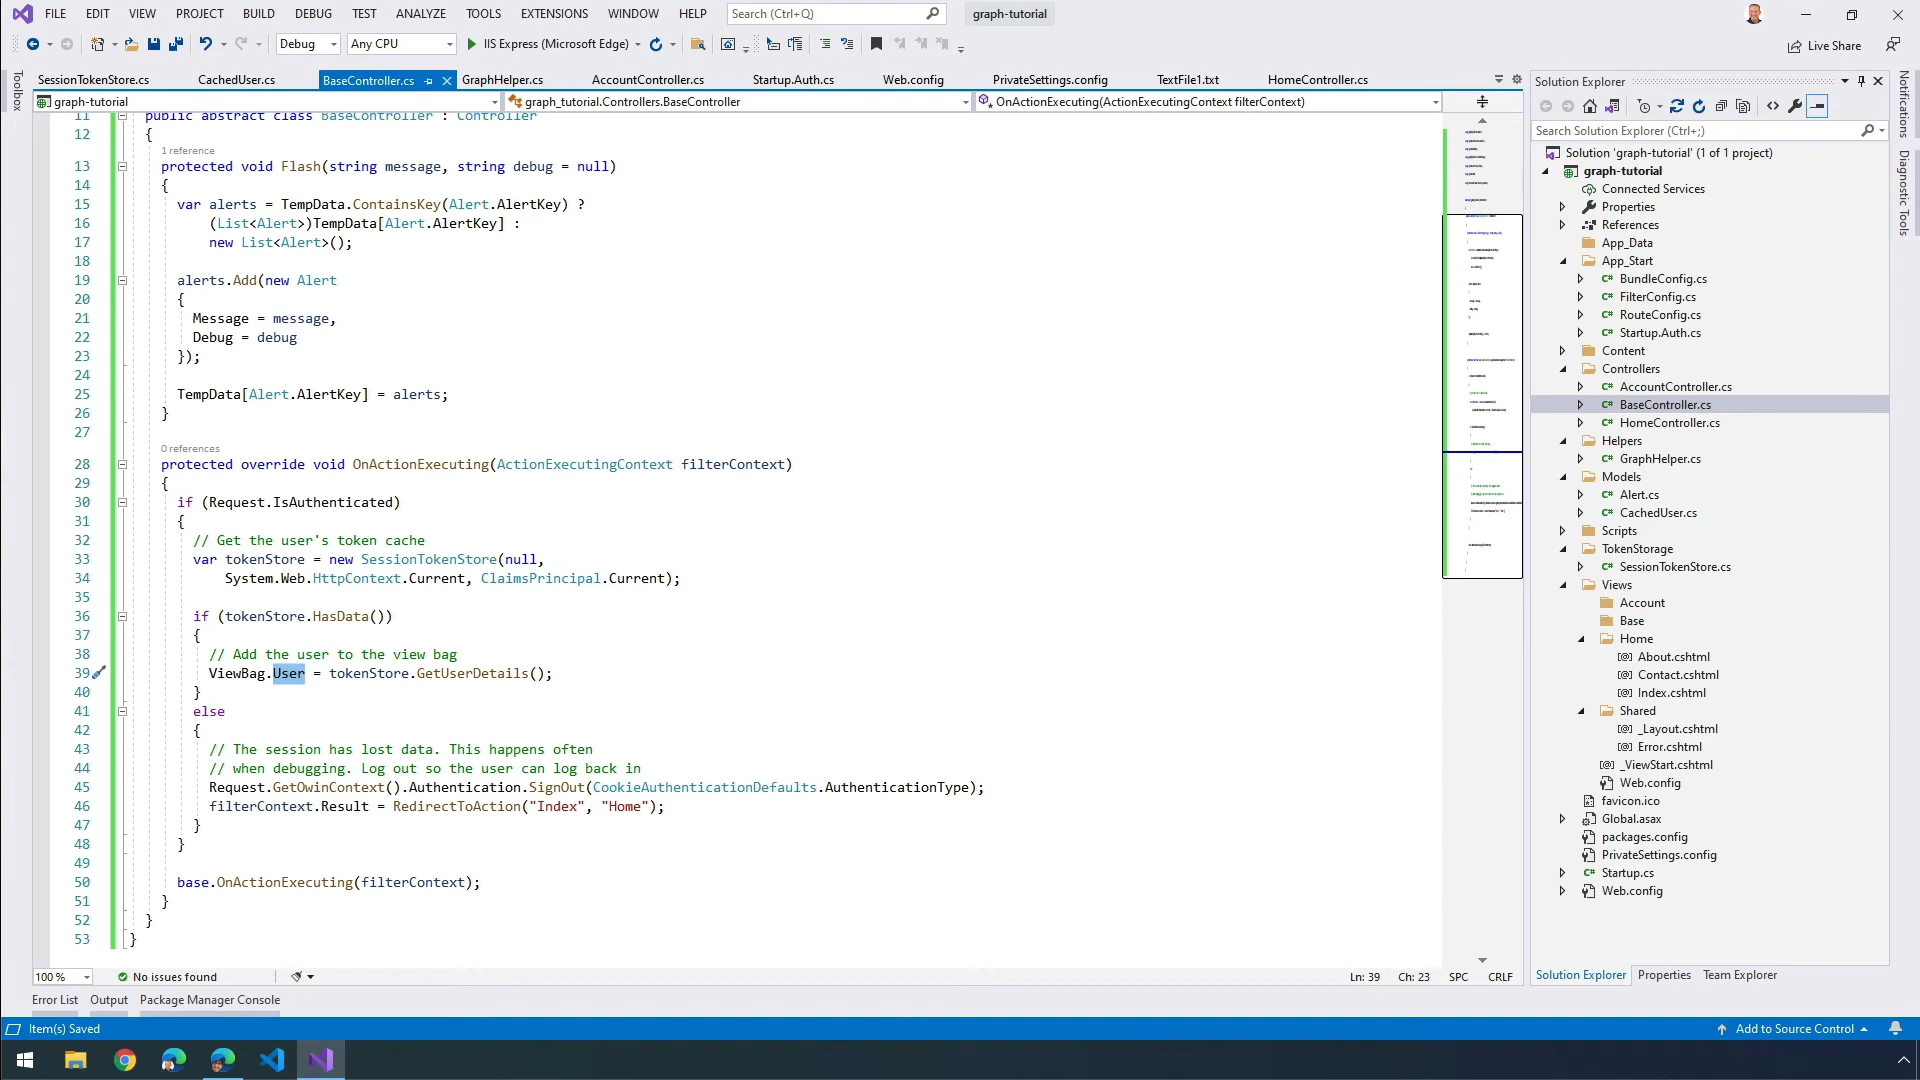 FILE EDIT VIEW PROJECT BUILD DEBUG TEST ANALYZE TOOLS EXTENSIONS WINDOW HELP Search (Ctrl+Q) graph-tutorial
Debug Any CPU IIS Express (Microsoft Edge) Live Share
Toolbox
SessionTokenStore.cs CachedUser.cs BaseController.cs GraphHelper.cs AccountController.cs Startup.Auth.cs Web.config PrivateSettings.config TextFile1.txt HomeController.cs
graph-tutorial graph_tutorial.Controllers.BaseController OnActionExecuting(ActionExecutingContext filterContext)
11 public abstract class BaseController : Controller
12 {
1 reference
13 protected void Flash(string message, string debug = null)
14 {
15 var alerts = TempData.ContainsKey(Alert.AlertKey) ?
16 (List<Alert>)TempData[Alert.AlertKey] :
17 new List<Alert>();
18
19 alerts.Add(new Alert
20 {
21 Message = message,
22 Debug = debug
23 });
24
25 TempData[Alert.AlertKey] = alerts;
26 }
27
0 references
28 protected override void OnActionExecuting(ActionExecutingContext filterContext)
29 {
30 if (Request.IsAuthenticated)
31 {
32 // Get the user's token cache
33 var tokenStore = new SessionTokenStore(null,
34 System.Web.HttpContext.Current, ClaimsPrincipal.Current);
35
36 if (tokenStore.HasData())
37 {
38 // Add the user to the view bag
39 ViewBag.User = tokenStore.GetUserDetails();
40 }
41 else
42 {
43 // The session has lost data. This happens often
44 // when debugging. Log out so the user can log back in
45 Request.GetOwinContext().Authentication.SignOut(CookieAuthenticationDefaults.AuthenticationType);
46 filterContext.Result = RedirectToAction("Index", "Home");
47 }
48 }
49
50 base.OnActionExecuting(filterContext);
51 }
52 }
53 }
100 % No issues found Ln: 39 Ch: 23 SPC CRLF
Error List Output Package Manager Console
Item(s) Saved Add to Source Control
Solution Explorer
Search Solution Explorer (Ctrl+;)
Solution 'graph-tutorial' (1 of 1 project)
graph-tutorial
Connected Services
Properties
References
App_Data
App_Start
C# BundleConfig.cs
C# FilterConfig.cs
C# RouteConfig.cs
C# Startup.Auth.cs
Content
Controllers
C# AccountController.cs
C# BaseController.cs
C# HomeController.cs
Helpers
C# GraphHelper.cs
Models
C# Alert.cs
C# CachedUser.cs
Scripts
TokenStorage
C# SessionTokenStore.cs
Views
Account
Base
Home
[@] About.cshtml
[@] Contact.cshtml
[@] Index.cshtml
Shared
[@] _Layout.cshtml
[@] Error.cshtml
[@] _ViewStart.cshtml
Web.config
favicon.ico
Global.asax
packages.config
PrivateSettings.config
C# Startup.cs
Web.config
Solution Explorer Properties Team Explorer
Notifications
Diagnostic Tools